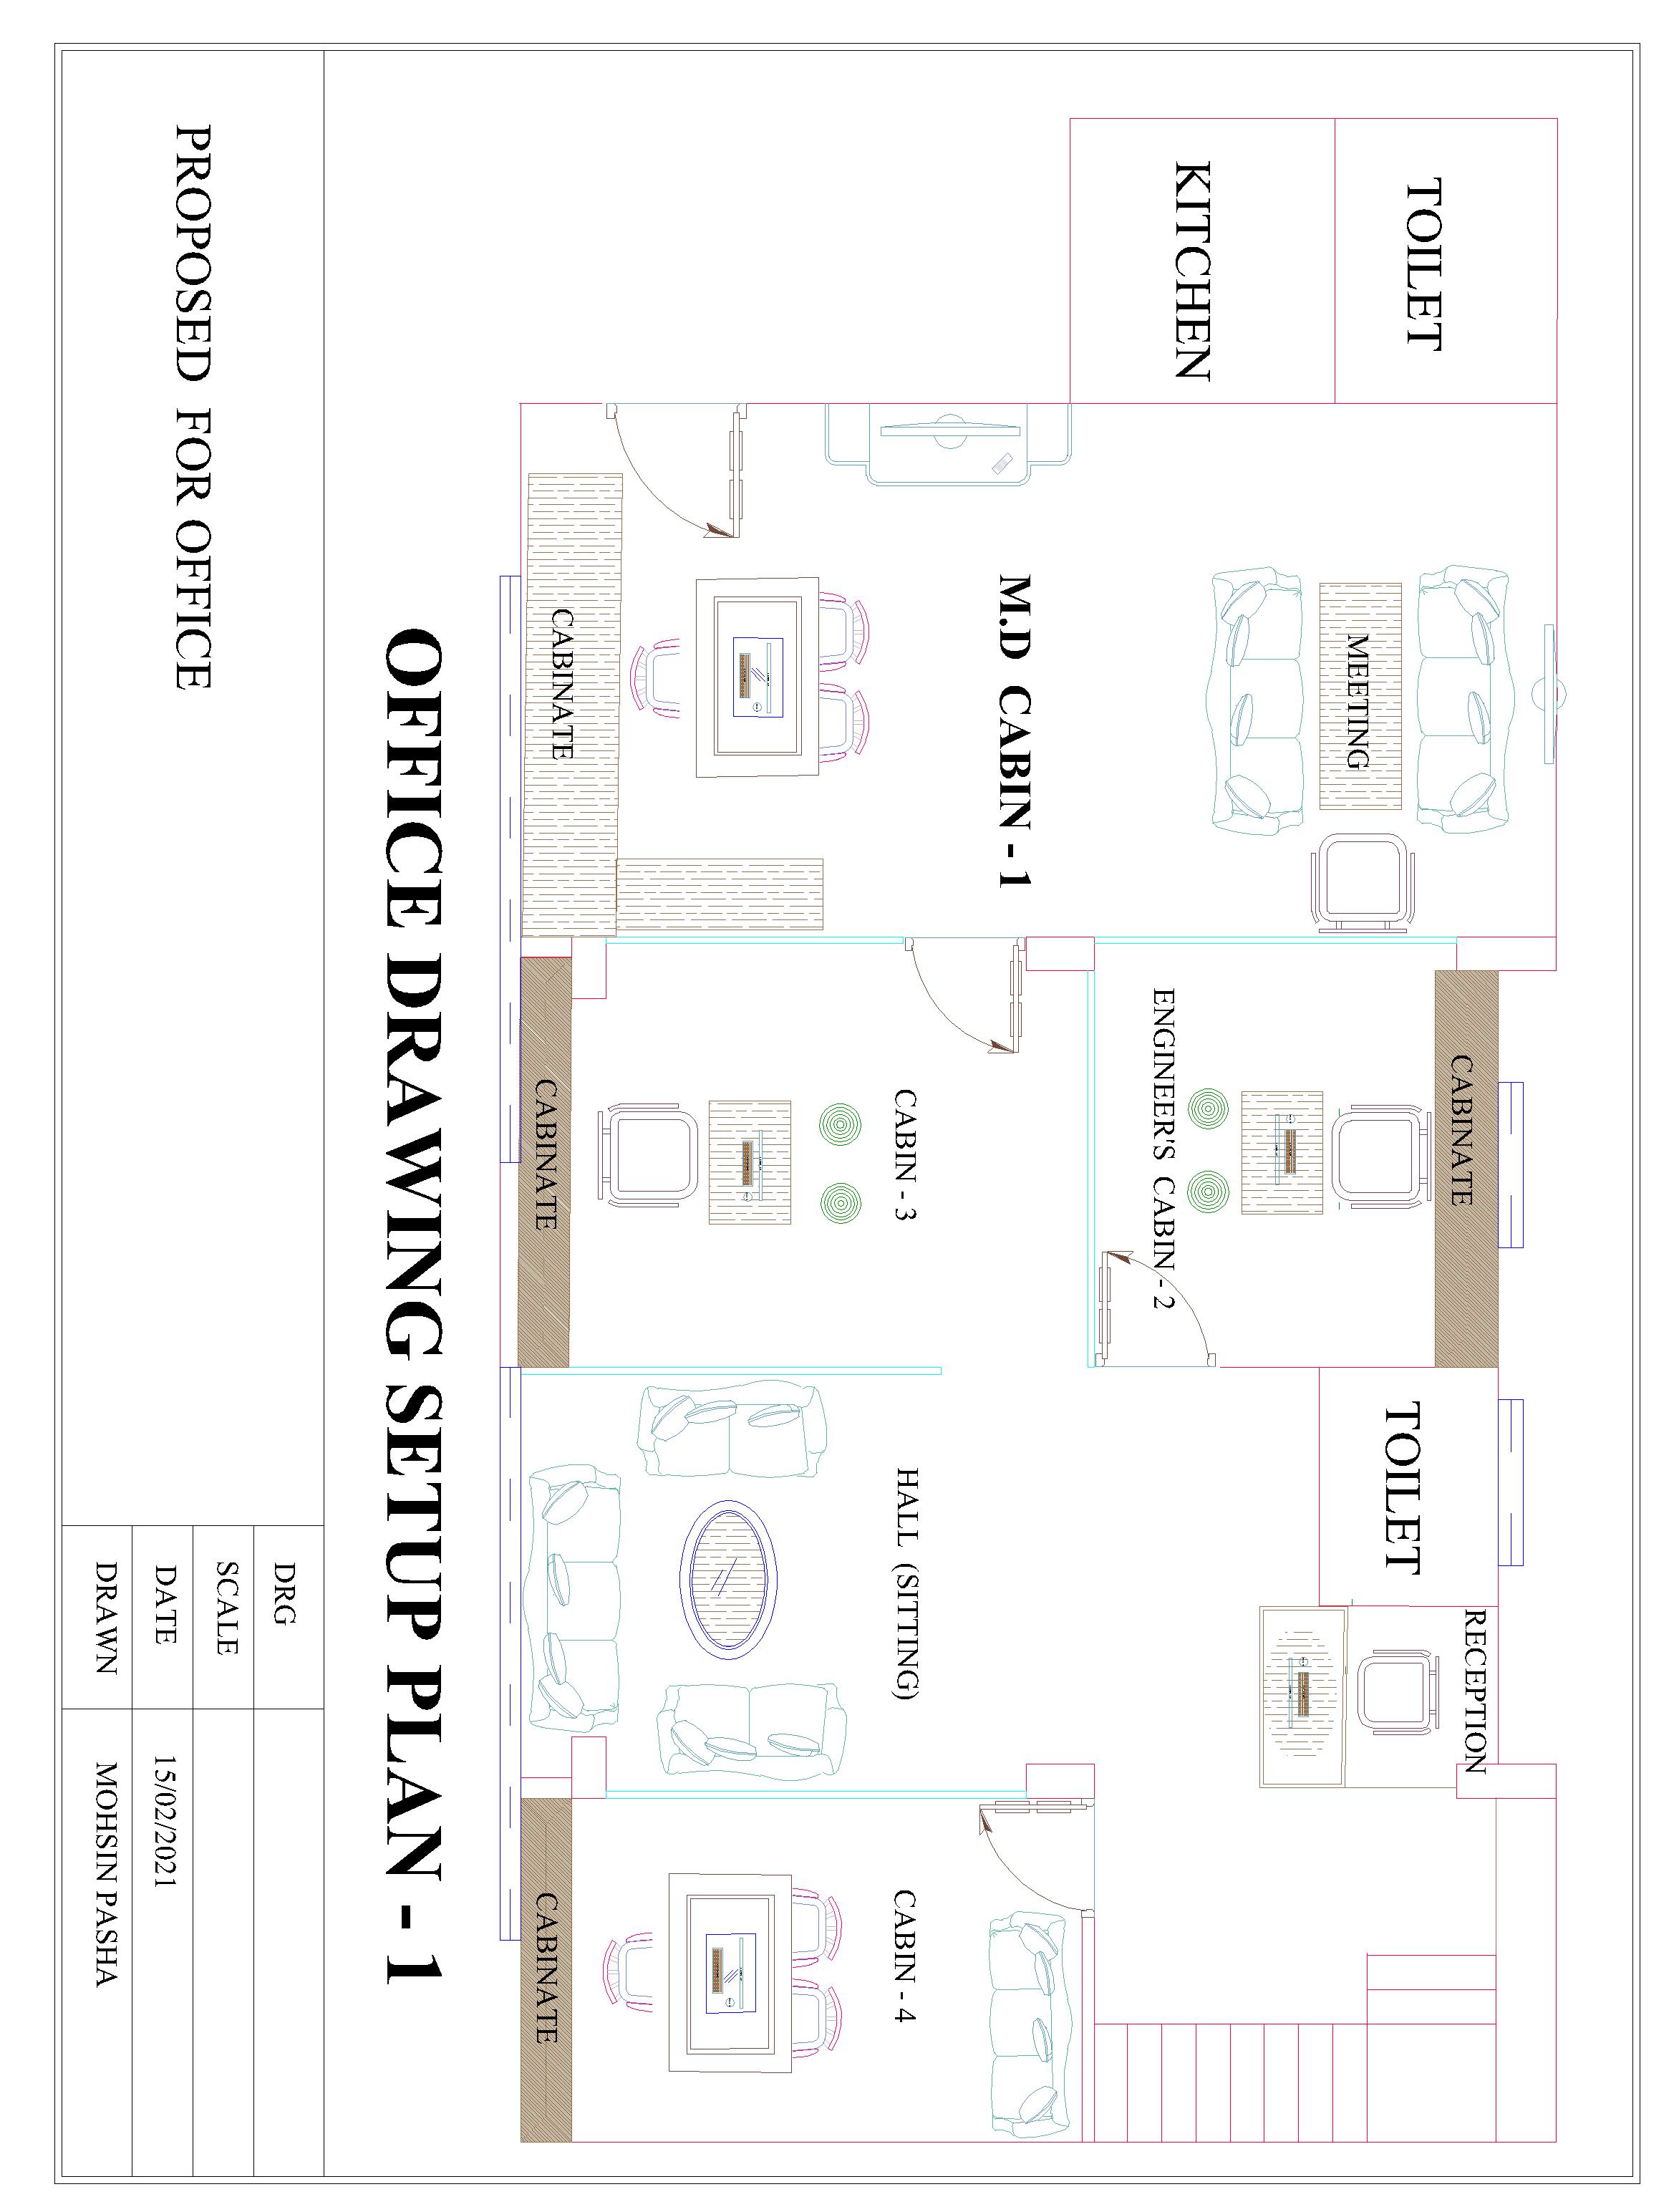 TOILET
CABINATE
RECEPTION
TOILET
MEETING
KITCHEN
ENGINEER'S CABIN - 2
M.D CABIN - 1
CABIN - 3
HALL (SITTING)
CABIN - 4
CABINATE
CABINATE
CABINATE
OFFICE DRAWING SETUP PLAN - 1
PROPOSED FOR OFFICE
DRG
SCALE
DATE 15/02/2021
DRAWN MOHSIN PASHA